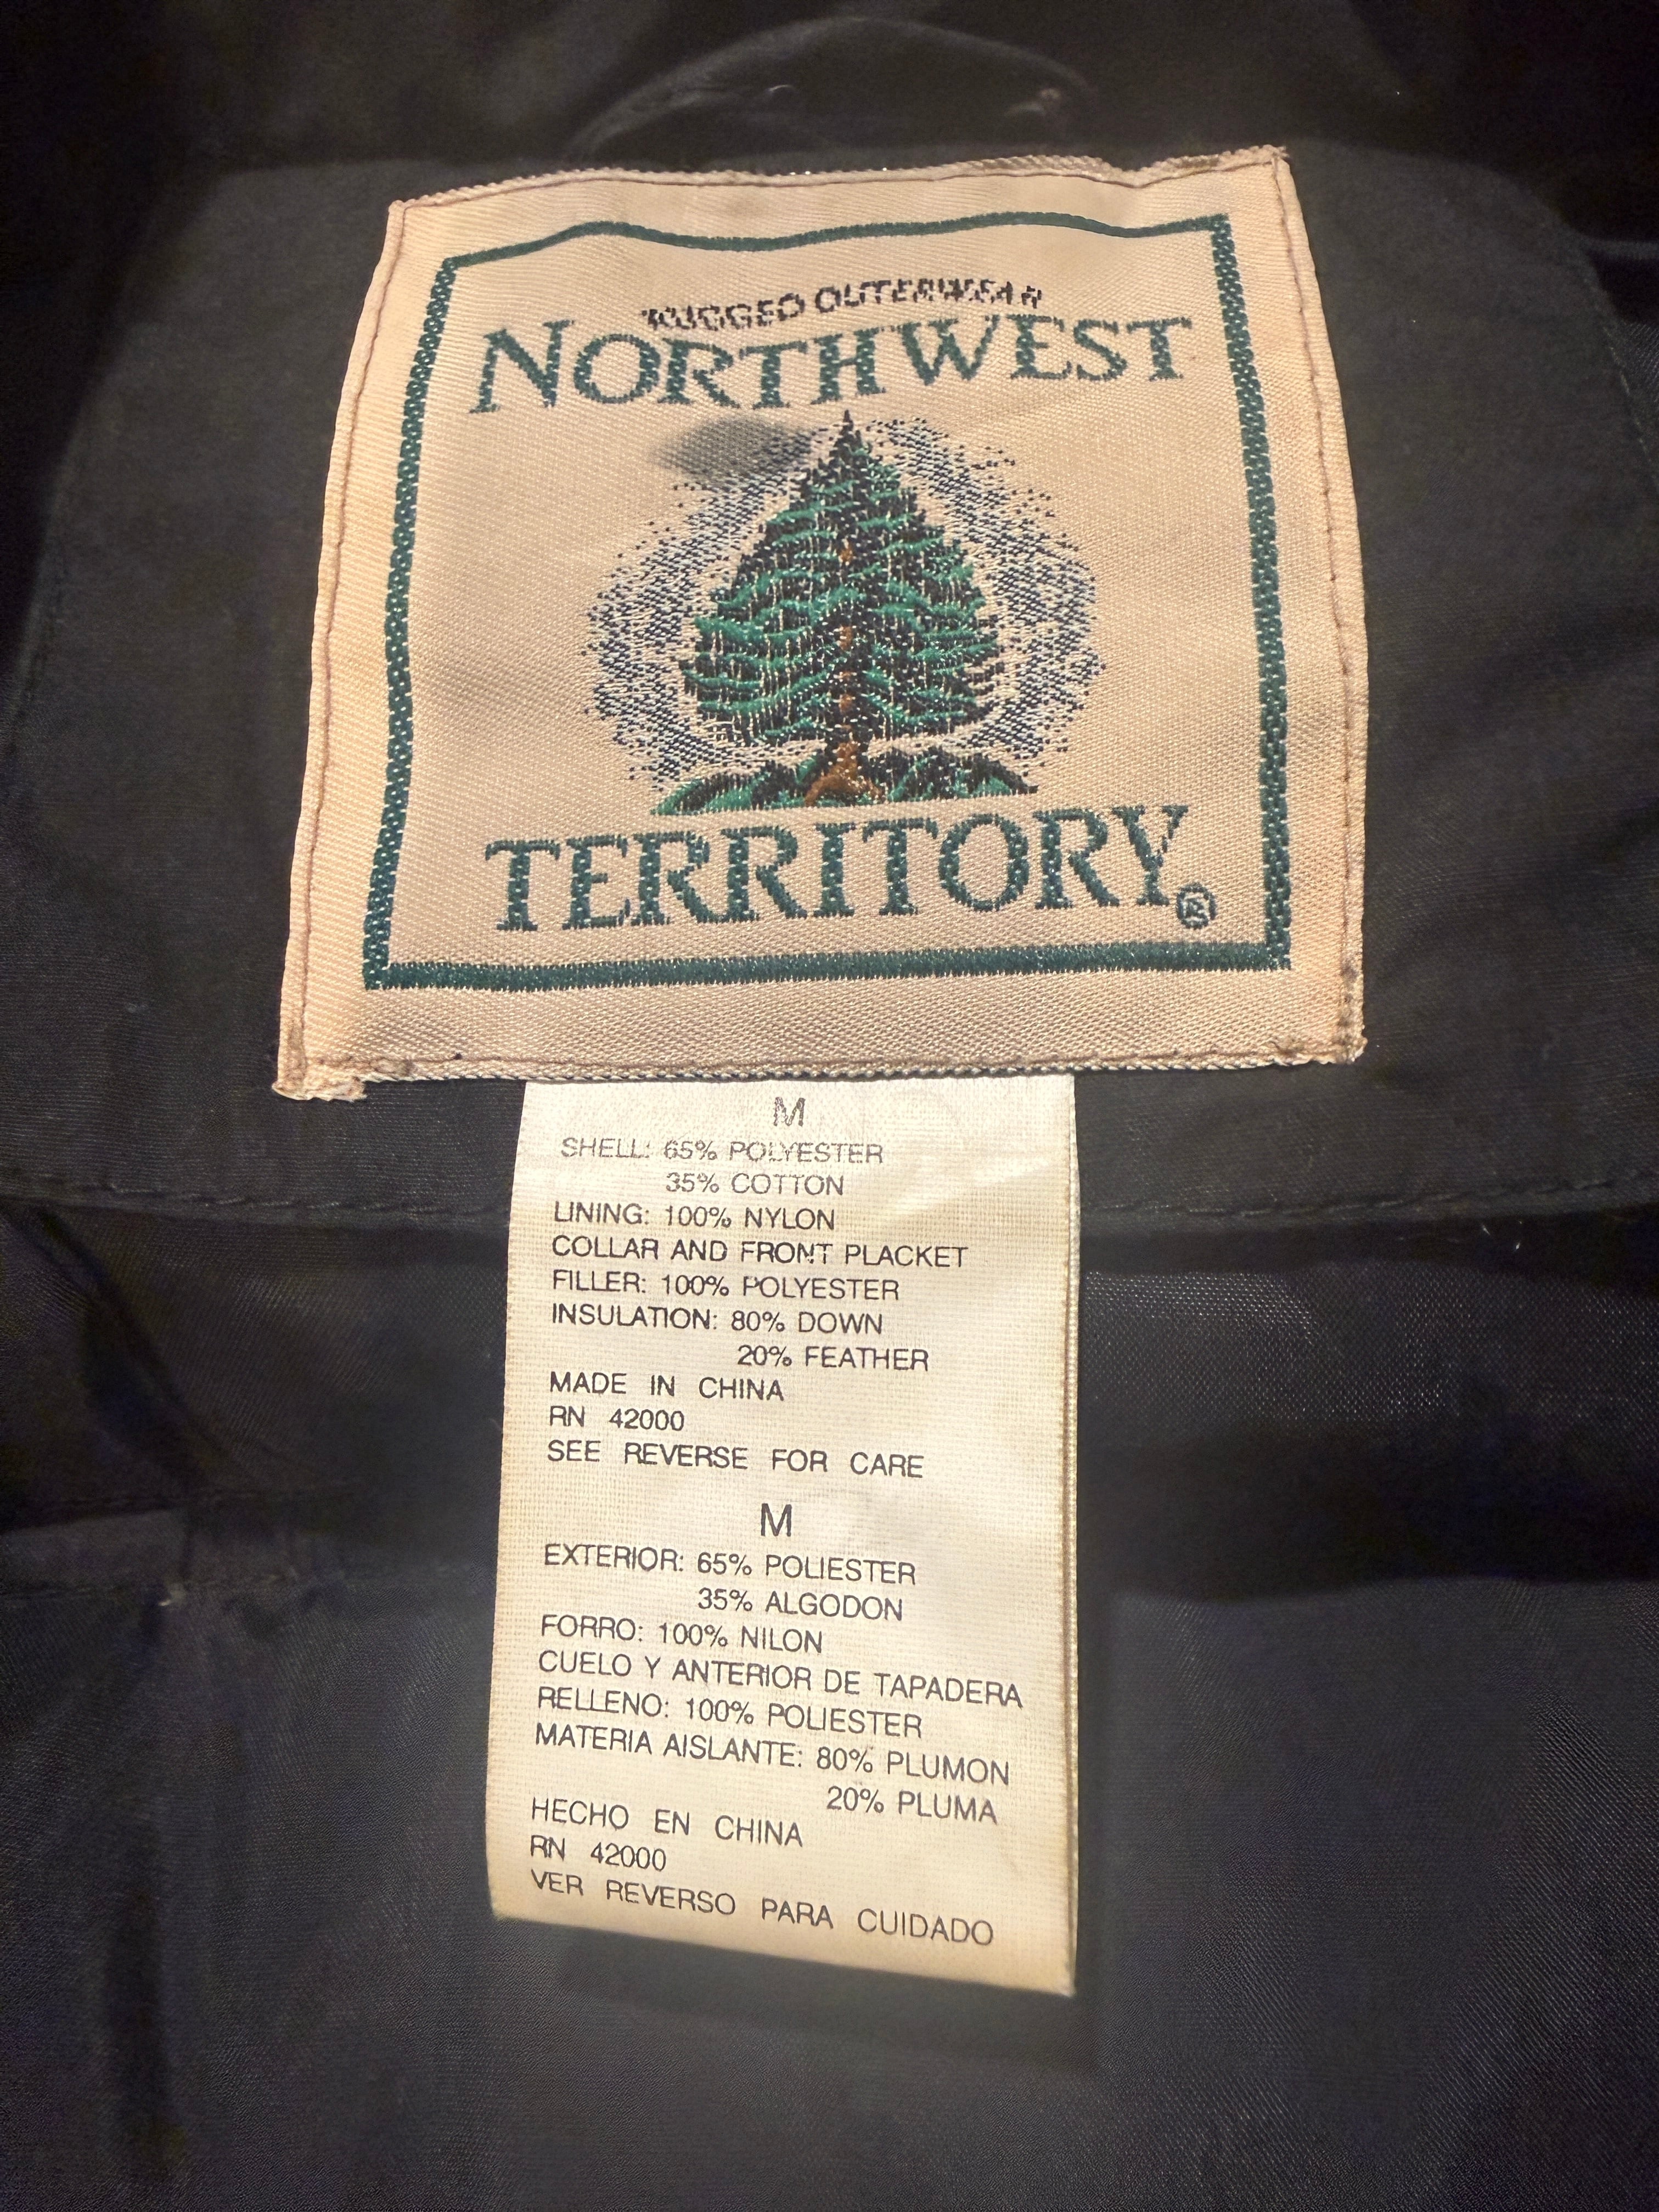 RUGGED OUTERWEAR
NORTHWEST
TERRITORY®
M
SHELL: 65% POLYESTER
35% COTTON
LINING: 100% NYLON
COLLAR AND FRONT PLACKET
FILLER: 100% POLYESTER
INSULATION: 80% DOWN
20% FEATHER
MADE IN CHINA
RN 42000
SEE REVERSE FOR CARE
M
EXTERIOR: 65% POLIESTER
35% ALGODON
FORRO: 100% NILON
CUELO Y ANTERIOR DE TAPADERA
RELLENO: 100% POLIESTER
MATERIA AISLANTE: 80% PLUMON
20% PLUMA
HECHO EN CHINA
RN 42000
VER REVERSO PARA CUIDADO